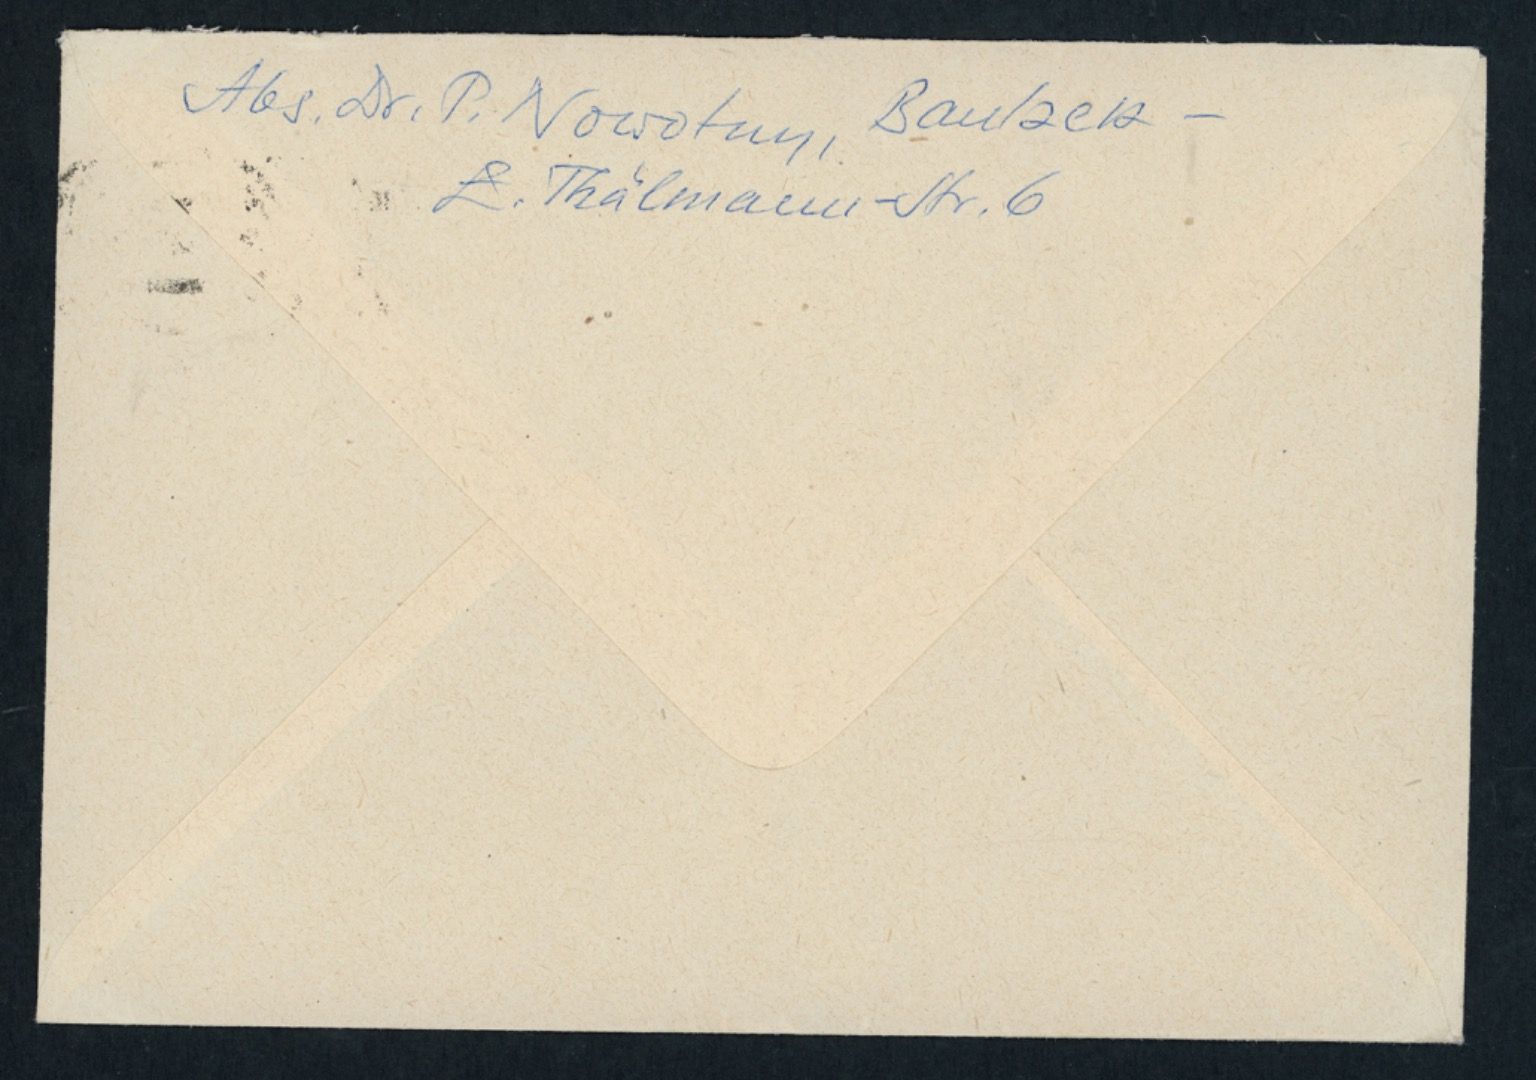 Abs. Dr. P. Nowotny, Bautzen -
E. Thälmann-Str. 6